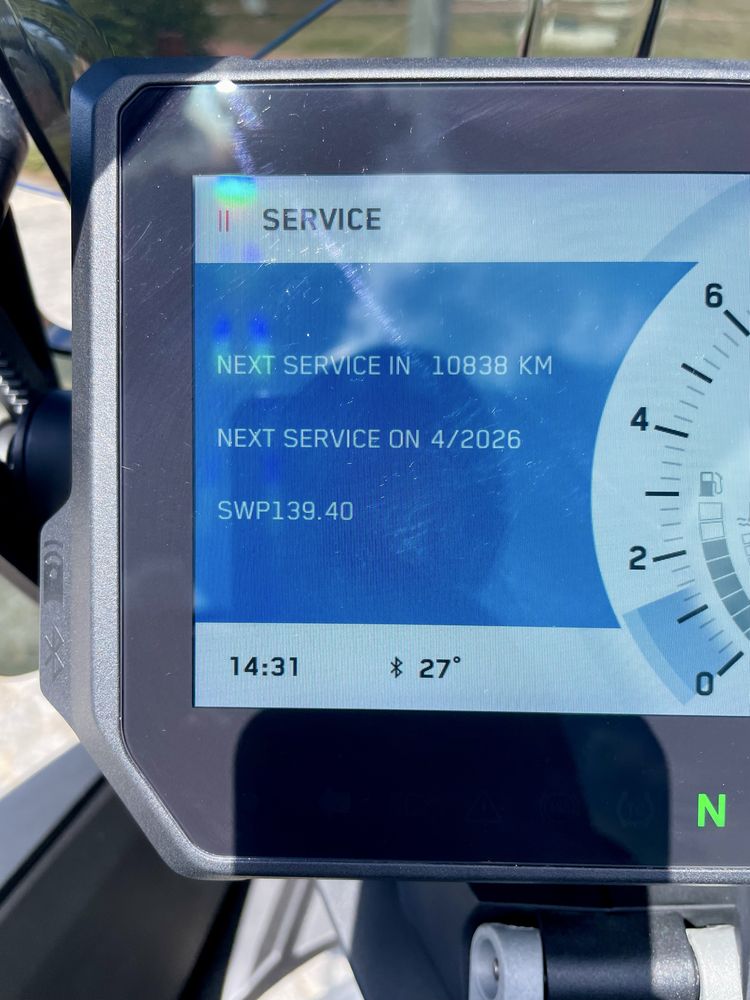 SERVICE
NEXT SERVICE IN 10838 KM
NEXT SERVICE ON 4/2026
SWP139.40
14:31 27°
6
4
2
0
N